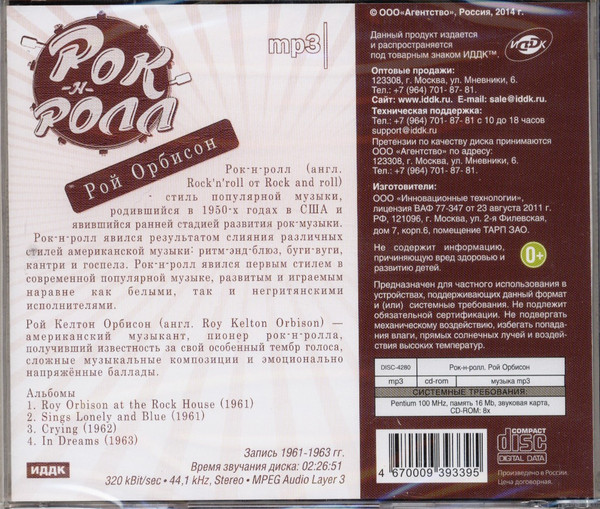 РОК
-Н-
РОЛЛ
mp3
Рой Орбисон
Рок-н-ролл (англ.
Rock'n'roll от Rock and roll)
- стиль популярной музыки,
родившийся в 1950-х годах в США и
явившийся ранней стадией развития рок-музыки.
Рок-н-ролл явился результатом слияния различных
стилей американской музыки: ритм-энд-блюз, буги-вуги,
кантри и госпелз. Рок-н-ролл явился первым стилем в
современной популярной музыке, развитым и играемым
наравне как белыми, так и негритянскими
исполнителями.
Рой Келтон Орбисон (англ. Roy Kelton Orbison) —
американский музыкант, пионер рок-н-ролла,
получивший известность за свой особенный тембр голоса,
сложные музыкальные композиции и эмоционально
напряжённые баллады.
Альбомы
1. Roy Orbison at the Rock House (1961)
2. Sings Lonely and Blue (1961)
3. Crying (1962)
4. In Dreams (1963)
ИДДК
Запись 1961-1963 гг.
Время звучания диска: 02:26:51
320 kBit/sec • 44,1 kHz, Stereo • MPEG Audio Layer 3
© ООО«Агентство», Россия, 2014 г.
Данный продукт издается
и распространяется
под товарным знаком ИДДК™.
ИДДК
Оптовые продажи:
123308, г. Москва, ул. Мневники, 6.
Тел.: +7 (964) 701- 87- 81.
Сайт: www.iddk.ru. E-mail: sale@iddk.ru.
Техническая поддержка:
Тел.: +7 (964) 701- 87- 81 с 10 до 18 часов
support@iddk.ru
Претензии по качеству диска принимаются
ООО «Агентство» по адресу:
123308, г. Москва, ул. Мневники, 6.
Тел.: +7 (964) 701- 87- 81.
Изготовители:
ООО «Инновационные технологии»,
лицензия ВАФ 77-347 от 23 августа 2011 г.
РФ, 121096, г. Москва, ул. 2-я Филевская,
дом 7, корп.6, помещение ТАРП ЗАО.
Не содержит информацию,
причиняющую вред здоровью и
развитию детей.
0+
Предназначен для частного использования в
устройствах, поддерживающих данный формат
и (или) системные требования. Не подлежит
обязательной сертификации. Не подвергать
механическому воздействию, избегать попада-
ния влаги, прямых солнечных лучей и воздей-
ствия высоких температур.
DISC-4280 Рок-н-ролл. Рой Орбисон
mp3 cd-rom музыка mp3
СИСТЕМНЫЕ ТРЕБОВАНИЯ:
Pentium 100 MHz, память 16 Mb, звуковая карта,
CD-ROM: 8x
4 670009 393395
COMPACT
disc
DIGITAL DATA
Произведено в России.
Цена договорная.